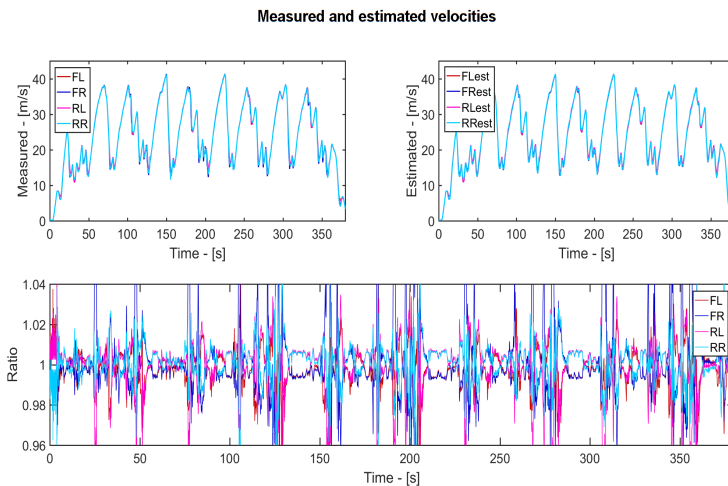 Measured and estimated velocities
Measured - [m/s]
40
30
20
10
0
FL
FR
RL
RR
0 50 100 150 200 250 300 350
Time - [s]
Estimated - [m/s]
40
30
20
10
0
FLest
FRest
RLest
RRest
0 50 100 150 200 250 300 350
Time - [s]
Ratio
1.04
1.02
1
0.98
0.96
FL
FR
RL
RR
0 50 100 150 200 250 300 350
Time - [s]